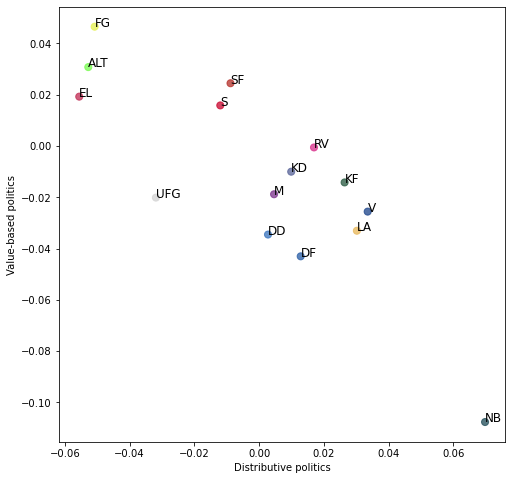 FG
0.04
ALT
EL
SF
0.02
S
0.00
RV
KD
KF
M
UFG
−0.02
V
LA
DD
DF
−0.04
Value-based politics
−0.06
−0.08
−0.10
NB
−0.06
−0.04
−0.02
0.00
0.02
0.04
0.06
Distributive politics